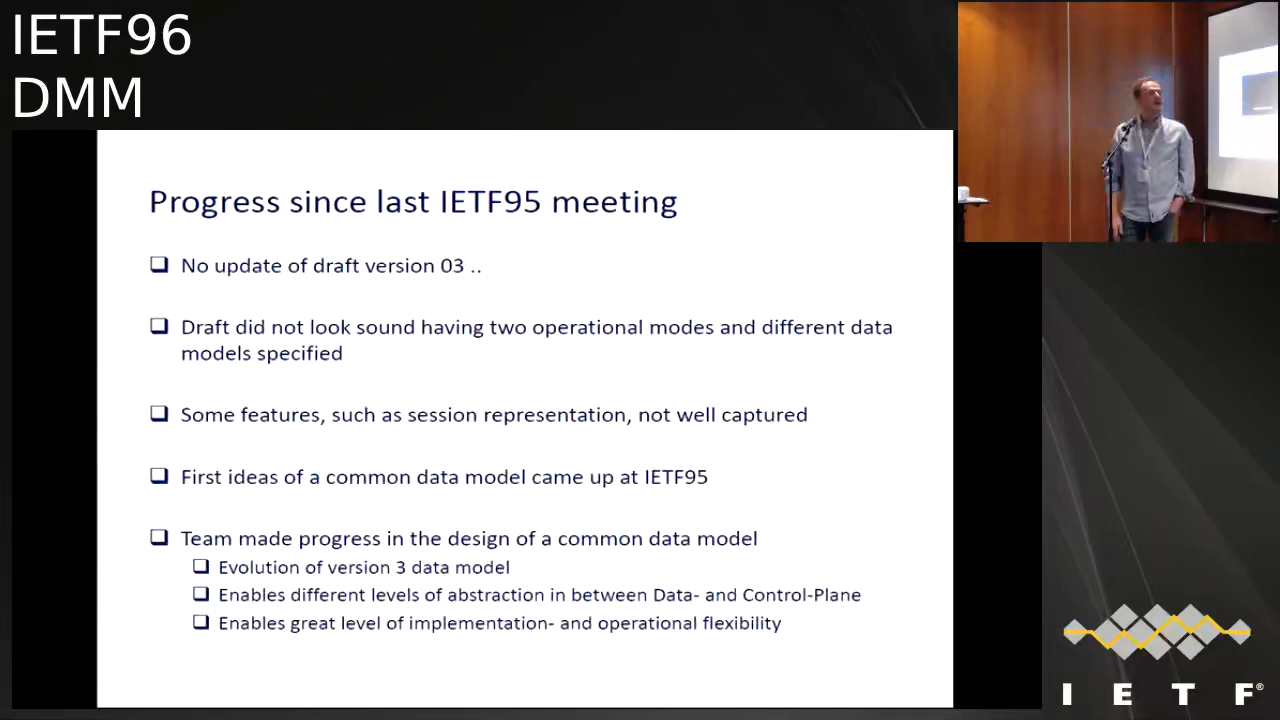 IETF96
DMM
Progress since last IETF95 meeting
No update of draft version 03 ..
Draft did not look sound having two operational modes and different data
models specified
Some features, such as session representation, not well captured
First ideas of a common data model came up at IETF95
Team made progress in the design of a common data model
Evolution of version 3 data model
Enables different levels of abstraction in between Data- and Control-Plane
Enables great level of implementation- and operational flexibility
I E T F®